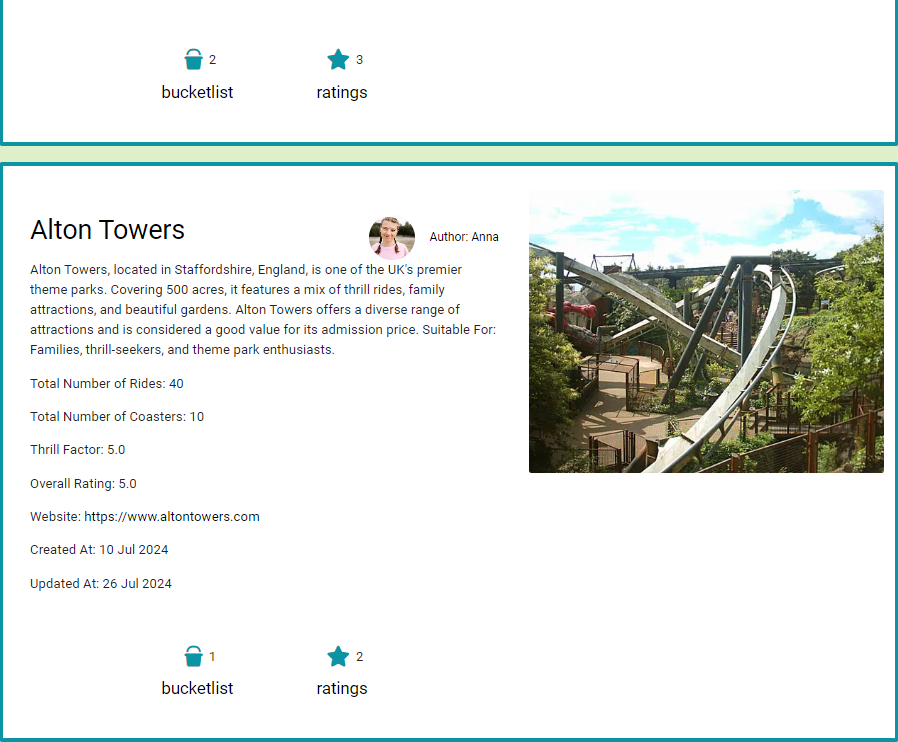 2 3
bucketlist ratings
Alton Towers
Author: Anna
Alton Towers, located in Staffordshire, England, is one of the UK's premier
theme parks. Covering 500 acres, it features a mix of thrill rides, family
attractions, and beautiful gardens. Alton Towers offers a diverse range of
attractions and is considered a good value for its admission price. Suitable For:
Families, thrill-seekers, and theme park enthusiasts.
Total Number of Rides: 40
Total Number of Coasters: 10
Thrill Factor: 5.0
Overall Rating: 5.0
Website: https://www.altontowers.com
Created At: 10 Jul 2024
Updated At: 26 Jul 2024
1 2
bucketlist ratings